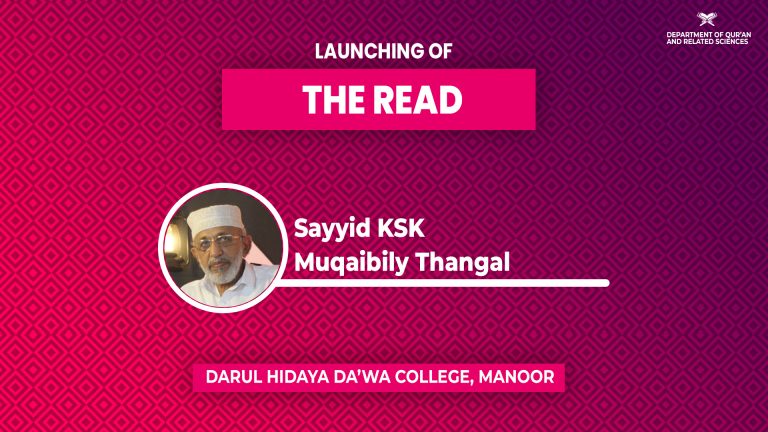 DEPARTMENT OF QUR'AN
AND RELATED SCIENCES
LAUNCHING OF
THE READ
Sayyid KSK
Muqaibily Thangal
DARUL HIDAYA DA'WA COLLEGE, MANOOR